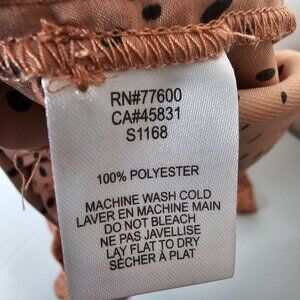 RN#77600
CA#45831
S1168
100% POLYESTER
MACHINE WASH COLD
LAVER EN MACHINE MAIN
DO NOT BLEACH
NE PAS JAVELLISE
LAY FLAT TO DRY
SÉCHER À PLAT